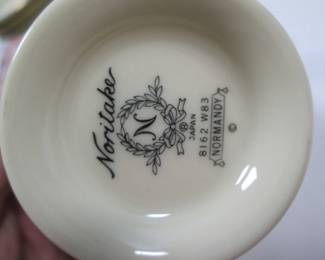 Noritake
N
®
JAPAN
8162 W83
NORMANDY
©